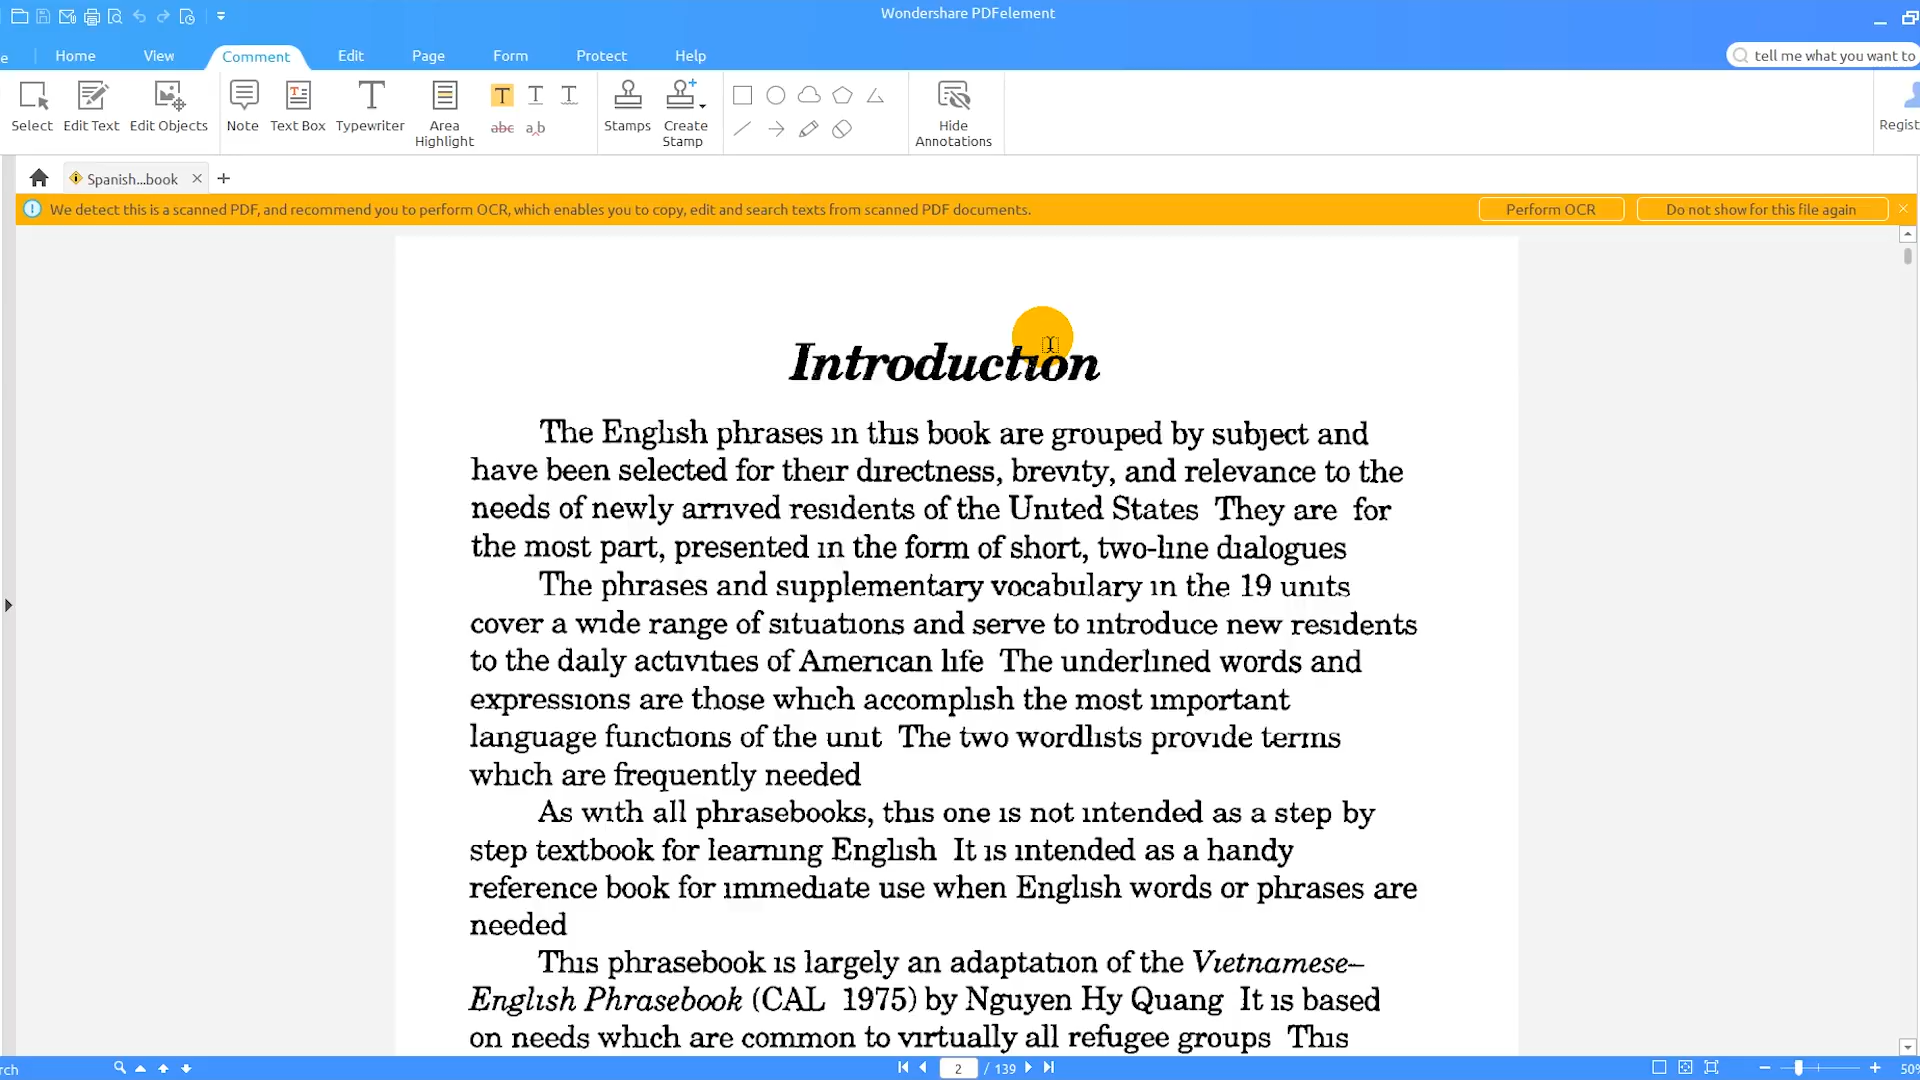 Wondershare PDFelement
e Home View Comment Edit Page Form Protect Help tell me what you want to
Select Edit Text Edit Objects Note Text Box Typewriter Area Highlight Stamps Create Stamp Hide Annotations Regist
T T T
abc ab
Spanish...book
We detect this is a scanned PDF, and recommend you to perform OCR, which enables you to copy, edit and search texts from scanned PDF documents. Perform OCR Do not show for this file again
Introduction
The English phrases in this book are grouped by subject and
have been selected for their directness, brevity, and relevance to the
needs of newly arrived residents of the United States They are for
the most part, presented in the form of short, two-line dialogues
The phrases and supplementary vocabulary in the 19 units
cover a wide range of situations and serve to introduce new residents
to the daily activities of American life The underlined words and
expressions are those which accomplish the most important
language functions of the unit The two wordlists provide terms
which are frequently needed
As with all phrasebooks, this one is not intended as a step by
step textbook for learning English It is intended as a handy
reference book for immediate use when English words or phrases are
needed
This phrasebook is largely an adaptation of the Vietnamese–
English Phrasebook (CAL 1975) by Nguyen Hy Quang It is based
on needs which are common to virtually all refugee groups This
rch 2 / 139 50%